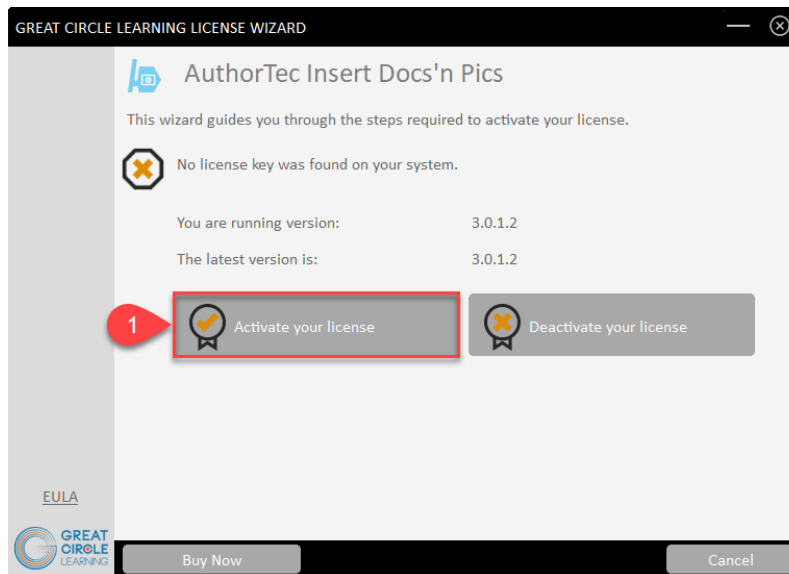 GREAT CIRCLE LEARNING LICENSE WIZARD
AuthorTec Insert Docs'n Pics
This wizard guides you through the steps required to activate your license.
No license key was found on your system.
You are running version: 3.0.1.2
The latest version is: 3.0.1.2
1 Activate your license Deactivate your license
EULA
GREAT
CIRCLE
LEARNING
Buy Now Cancel